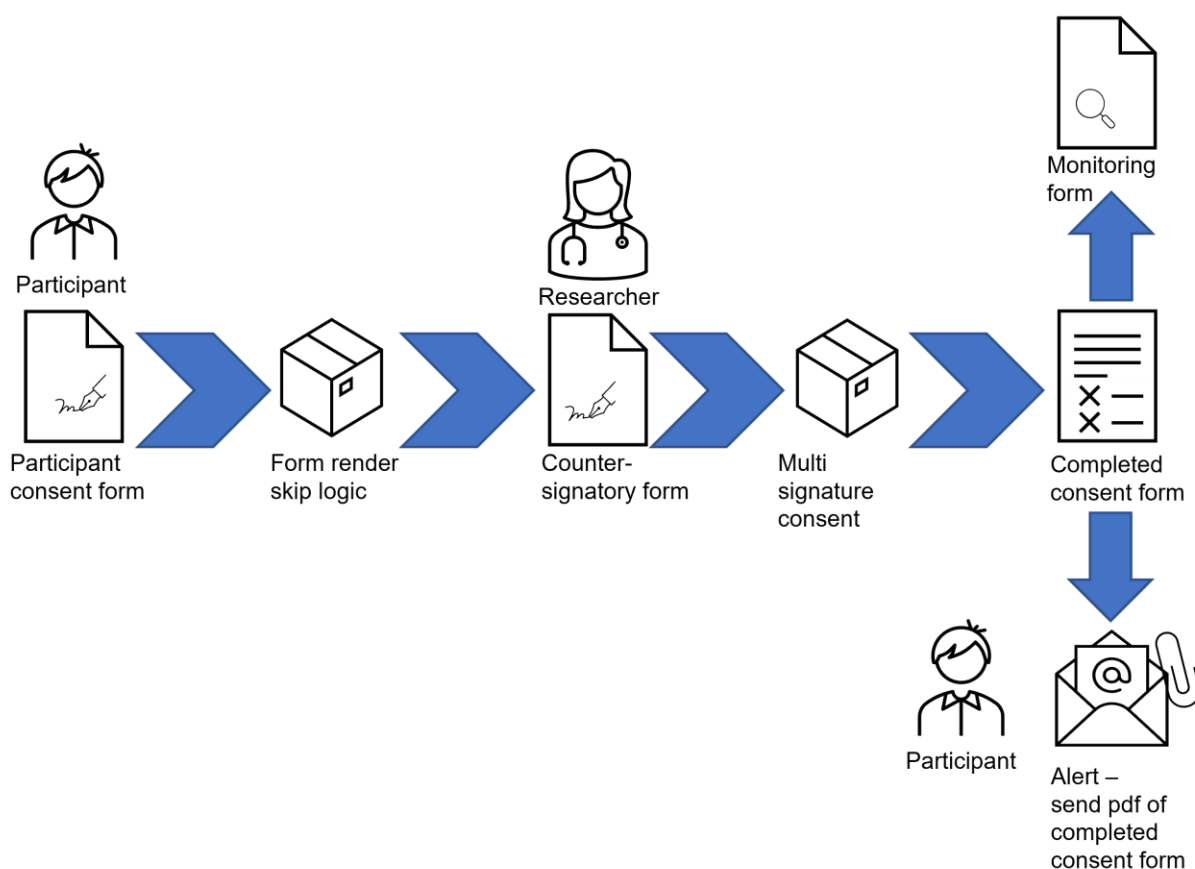 Monitoring
form
Participant
Researcher
Participant
consent form
Form render
skip logic
Counter-
signatory form
Multi
signature
consent
Completed
consent form
@
Participant
Alert –
send pdf of
completed
consent form